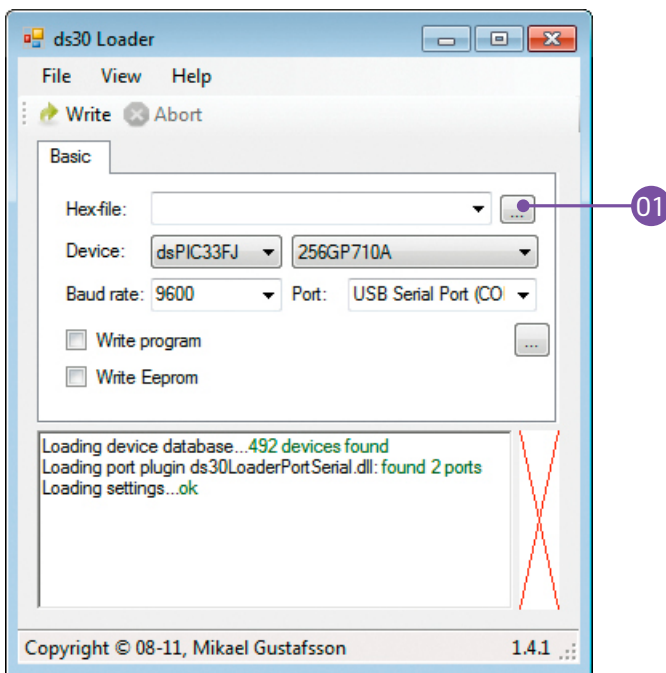 ds30 Loader
File View Help
Write Abort
Basic
Hex-file: ...
01
Device: dsPIC33FJ 256GP710A
Baud rate: 9600 Port: USB Serial Port (CO
Write program ...
Write Eeprom
Loading device database...492 devices found
Loading port plugin ds30LoaderPortSerial.dll: found 2 ports
Loading settings...ok
Copyright © 08-11, Mikael Gustafsson 1.4.1